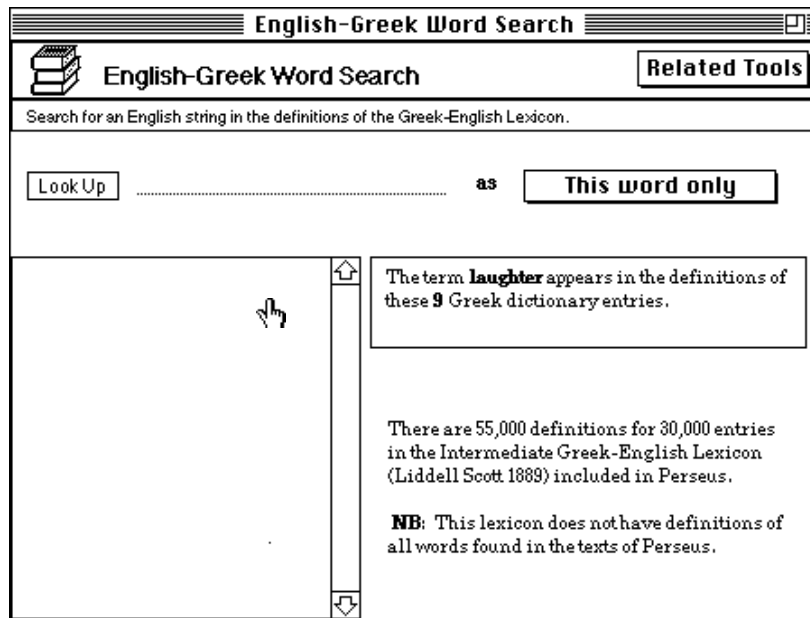 English-Greek Word Search
English-Greek Word Search
Related Tools
Search for an English string in the definitions of the Greek-English Lexicon.
Look Up
as
This word only
The term laughter appears in the definitions of
these 9 Greek dictionary entries.
There are 55,000 definitions for 30,000 entries
in the Intermediate Greek-English Lexicon
(Liddell Scott 1889) included in Perseus.
NB: This lexicon does not have definitions of
all words found in the texts of Perseus.